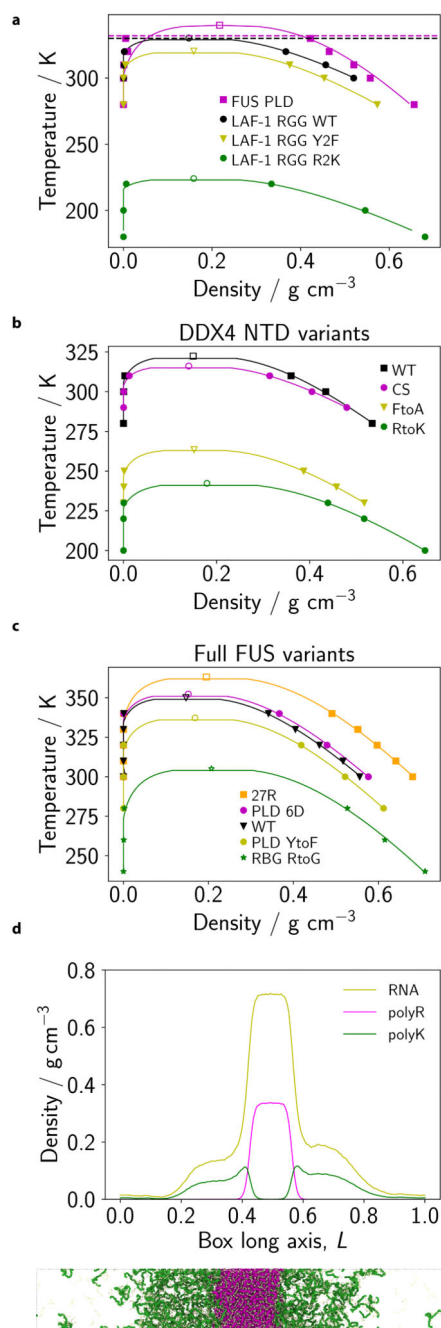 a
Temperature / K
300
200
FUS PLD
LAF-1 RGG WT
LAF-1 RGG Y2F
LAF-1 RGG R2K
0.0 0.2 0.4 0.6
Density / g cm⁻³
b
DDX4 NTD variants
Temperature / K
325
300
275
250
225
200
WT
CS
FtoA
RtoK
0.0 0.2 0.4 0.6
Density / g cm⁻³
c
Full FUS variants
Temperature / K
350
325
300
275
250
27R
PLD 6D
WT
PLD YtoF
RBG RtoG
0.0 0.2 0.4 0.6
Density / g cm⁻³
d
Density / g cm⁻³
0.8
0.6
0.4
0.2
0.0
RNA
polyR
polyK
0.0 0.2 0.4 0.6 0.8 1.0
Box long axis, L